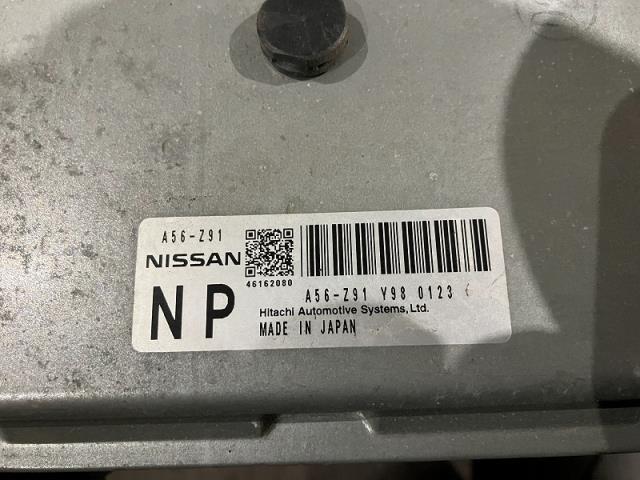 A56-Z91
NISSAN
46162080
NP
A56-Z91 Y98 0123
Hitachi Automotive Systems, Ltd.
MADE IN JAPAN